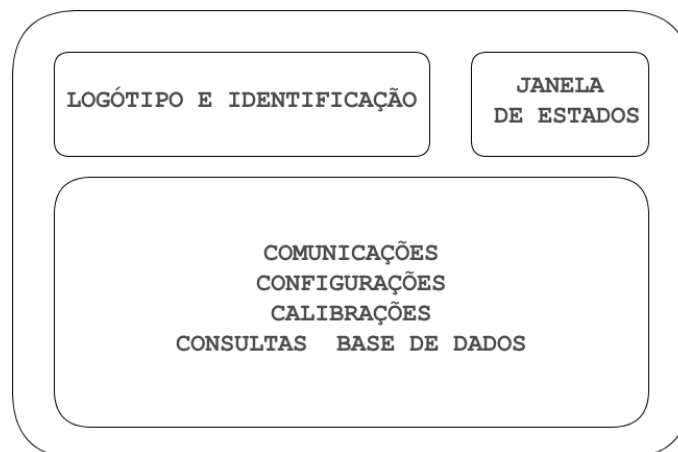 LOGÓTIPO E IDENTIFICAÇÃO
JANELA
DE ESTADOS
COMUNICAÇÕES
CONFIGURAÇÕES
CALIBRAÇÕES
CONSULTAS BASE DE DADOS